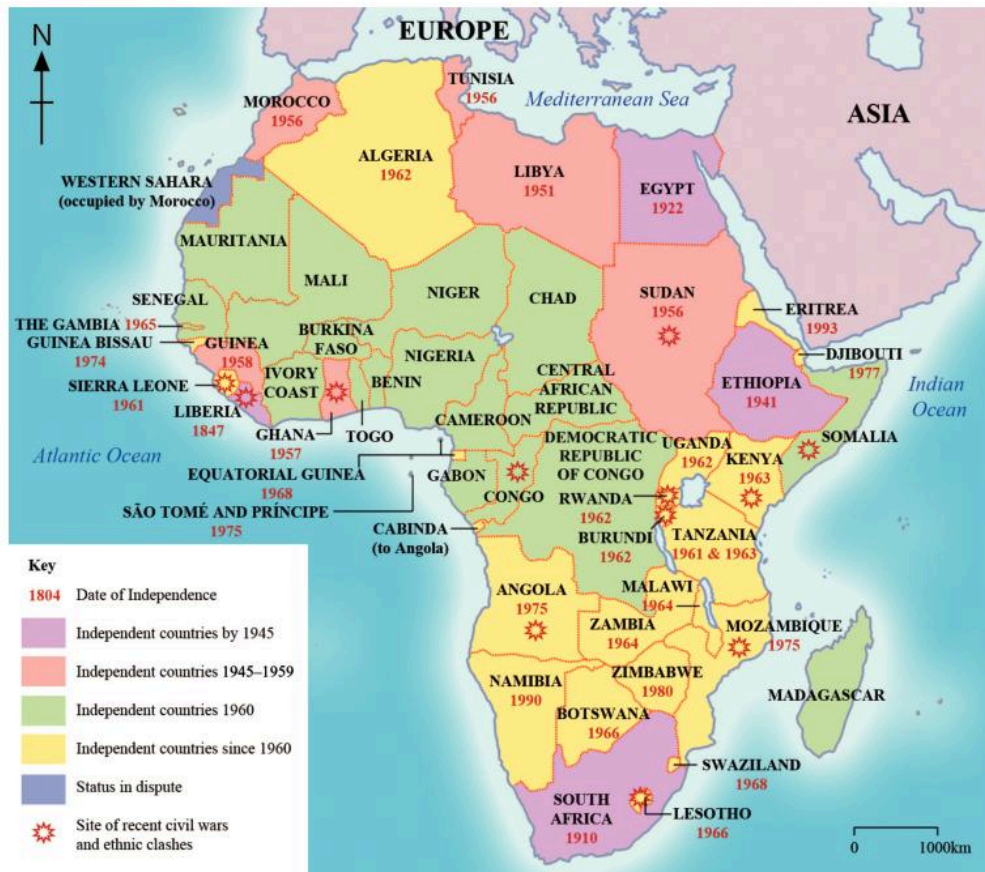 N
EUROPE
ASIA
Mediterranean Sea
TUNISIA
1956
MOROCCO
1956
ALGERIA
1962
LIBYA
1951
EGYPT
1922
WESTERN SAHARA
(occupied by Morocco)
MAURITANIA
MALI
NIGER
CHAD
SUDAN
1956
ERITREA
1993
SENEGAL
THE GAMBIA 1965
GUINEA BISSAU
1974
GUINEA
1958
BURKINA
FASO
NIGERIA
DJIBOUTI
1977
SIERRA LEONE
1961
IVORY
COAST
BENIN
CENTRAL
AFRICAN
REPUBLIC
ETHIOPIA
1941
Indian
Ocean
LIBERIA
1847
GHANA
1957
TOGO
CAMEROON
Atlantic Ocean
EQUATORIAL GUINEA
1968
GABON
CONGO
DEMOCRATIC
REPUBLIC
OF CONGO
UGANDA
1962
KENYA
1963
SOMALIA
SÃO TOMÉ AND PRÍNCIPE
1975
RWANDA
1962
CABINDA
(to Angola)
BURUNDI
1962
TANZANIA
1961 & 1963
ANGOLA
1975
MALAWI
1964
ZAMBIA
1964
MOZAMBIQUE
1975
NAMIBIA
1990
ZIMBABWE
1980
BOTSWANA
1966
MADAGASCAR
SWAZILAND
1968
SOUTH
AFRICA
1910
LESOTHO
1966
0 1000km
Key
1804 Date of Independence
Independent countries by 1945
Independent countries 1945–1959
Independent countries 1960
Independent countries since 1960
Status in dispute
Site of recent civil wars
and ethnic clashes